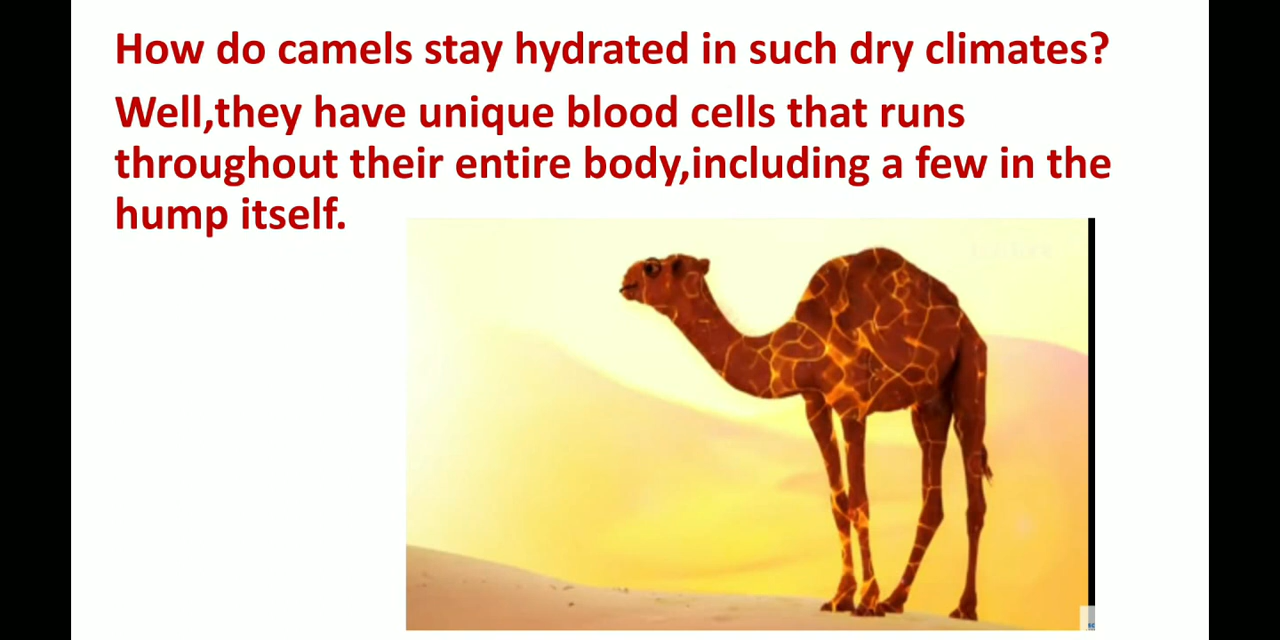 How do camels stay hydrated in such dry climates?
Well,they have unique blood cells that runs
throughout their entire body,including a few in the
hump itself.